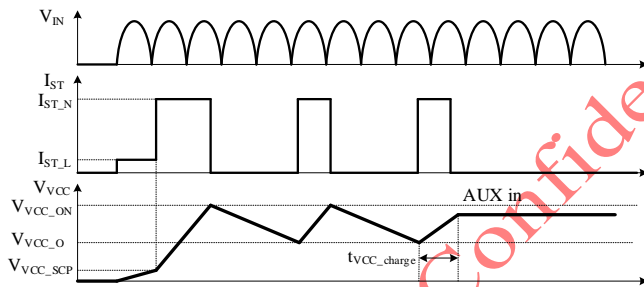 V_IN
I_ST
I_ST_N
I_ST_L
V_VCC
AUX in
V_VCC_ON
V_VCC_O
V_VCC_SCP
t_VCC_charge
Confide